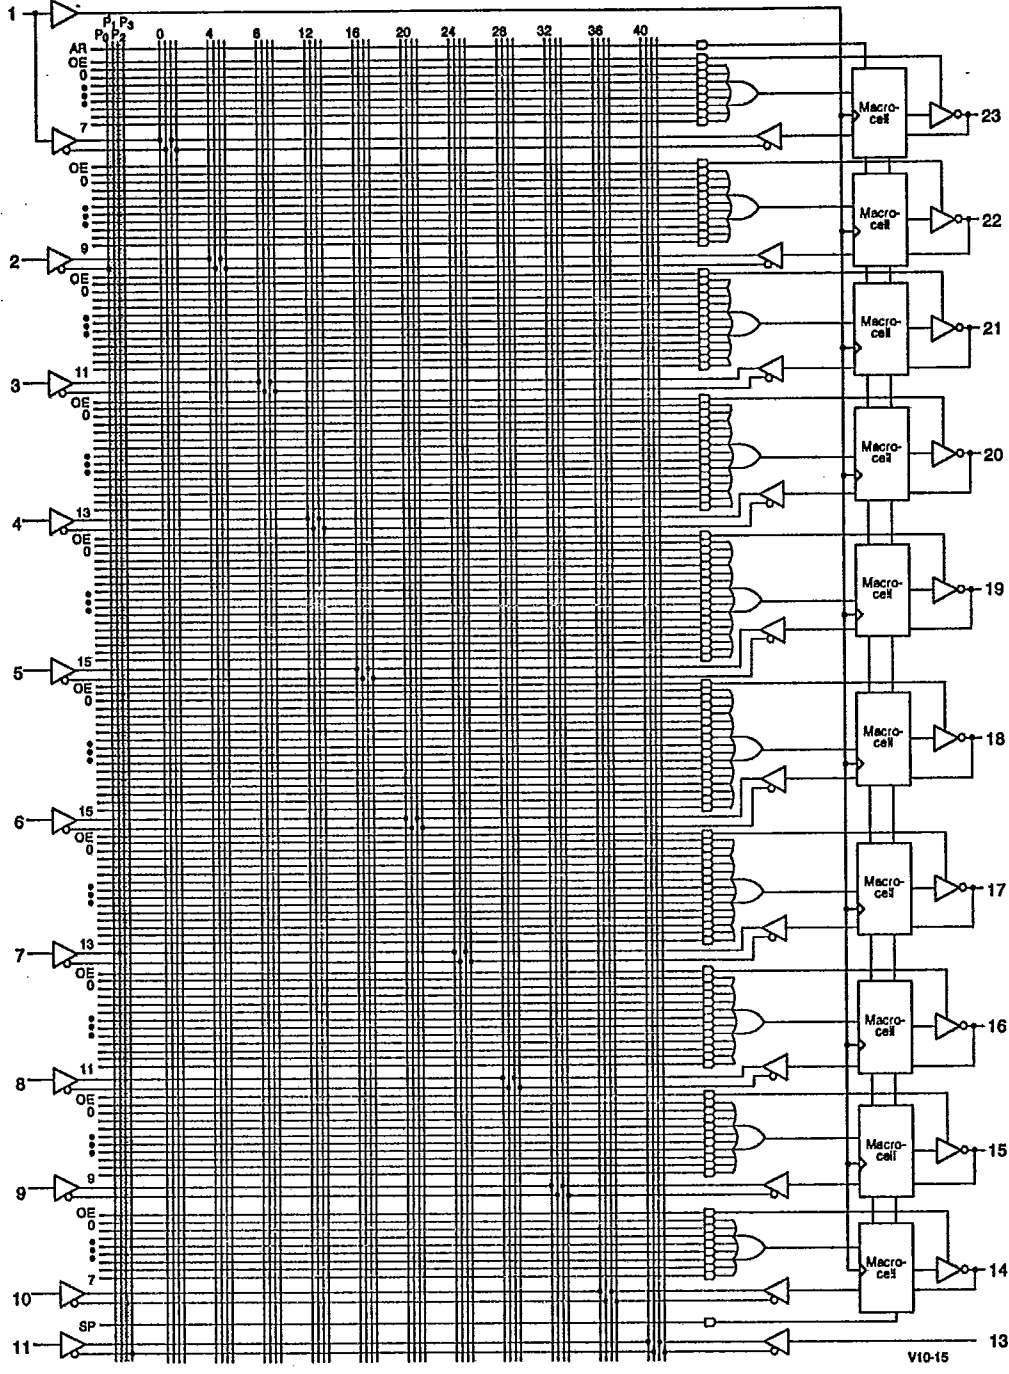 1
P1 P3
P0 P2
0 4 8 12 16 20 24 28 32 36 40
AR
OE
0
Macro-
cell
23
7
OE
0
Macro-
cell
22
2
9
OE
0
Macro-
cell
21
3
11
OE
0
Macro-
cell
20
4
13
OE
0
Macro-
cell
19
5
15
OE
0
Macro-
cell
18
6
15
OE
0
Macro-
cell
17
7
13
OE
0
Macro-
cell
16
8
11
OE
0
Macro-
cell
15
9
9
OE
0
Macro-
cell
14
10
7
SP
11
13
V10-15